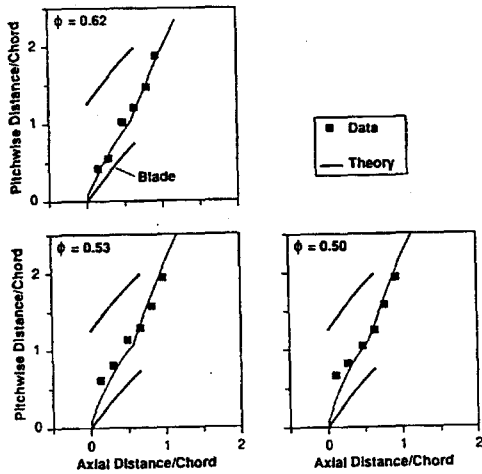 ϕ = 0.62
Pitchwise Distance/Chord
2
1
0
Blade
Data
Theory
ϕ = 0.53
Pitchwise Distance/Chord
2
1
0
0 1 2
Axial Distance/Chord
ϕ = 0.50
0 1 2
Axial Distance/Chord